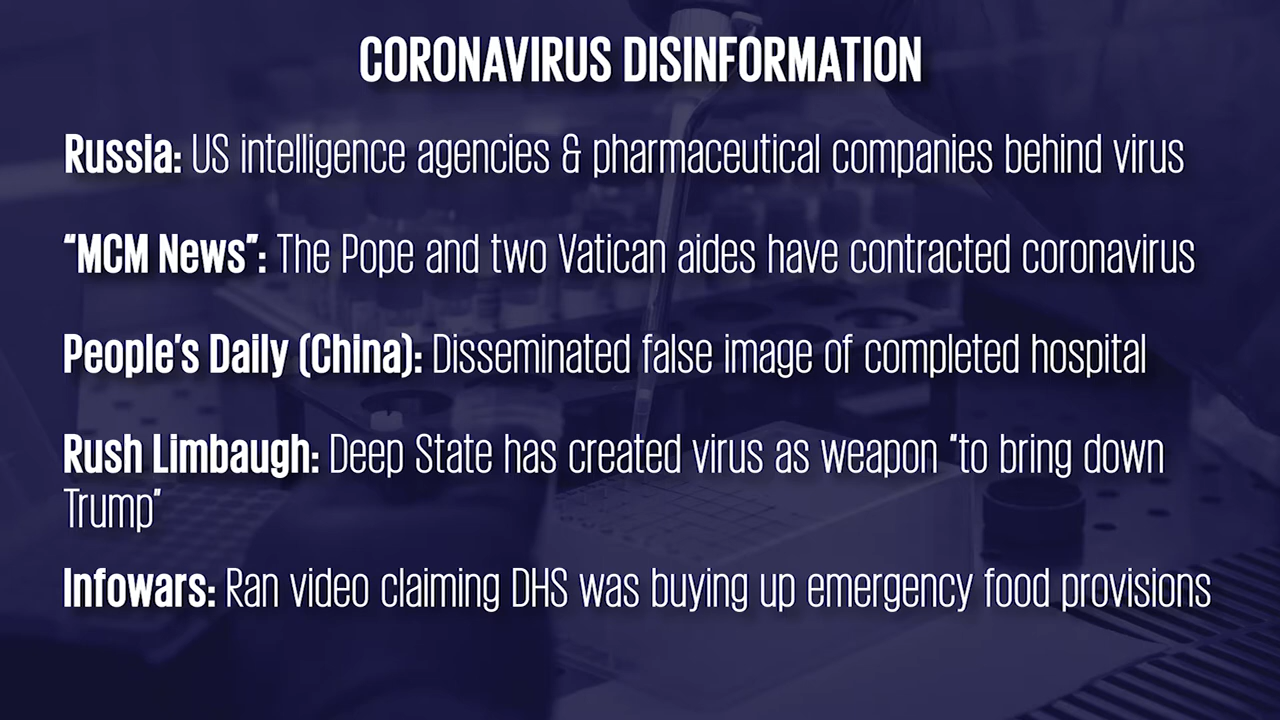 CORONAVIRUS DISINFORMATION
Russia: US intelligence agencies & pharmaceutical companies behind virus
"MCM News": The Pope and two Vatican aides have contracted coronavirus
People's Daily (China): Disseminated false image of completed hospital
Rush Limbaugh: Deep State has created virus as weapon "to bring down
Trump"
Infowars: Ran video claiming DHS was buying up emergency food provisions